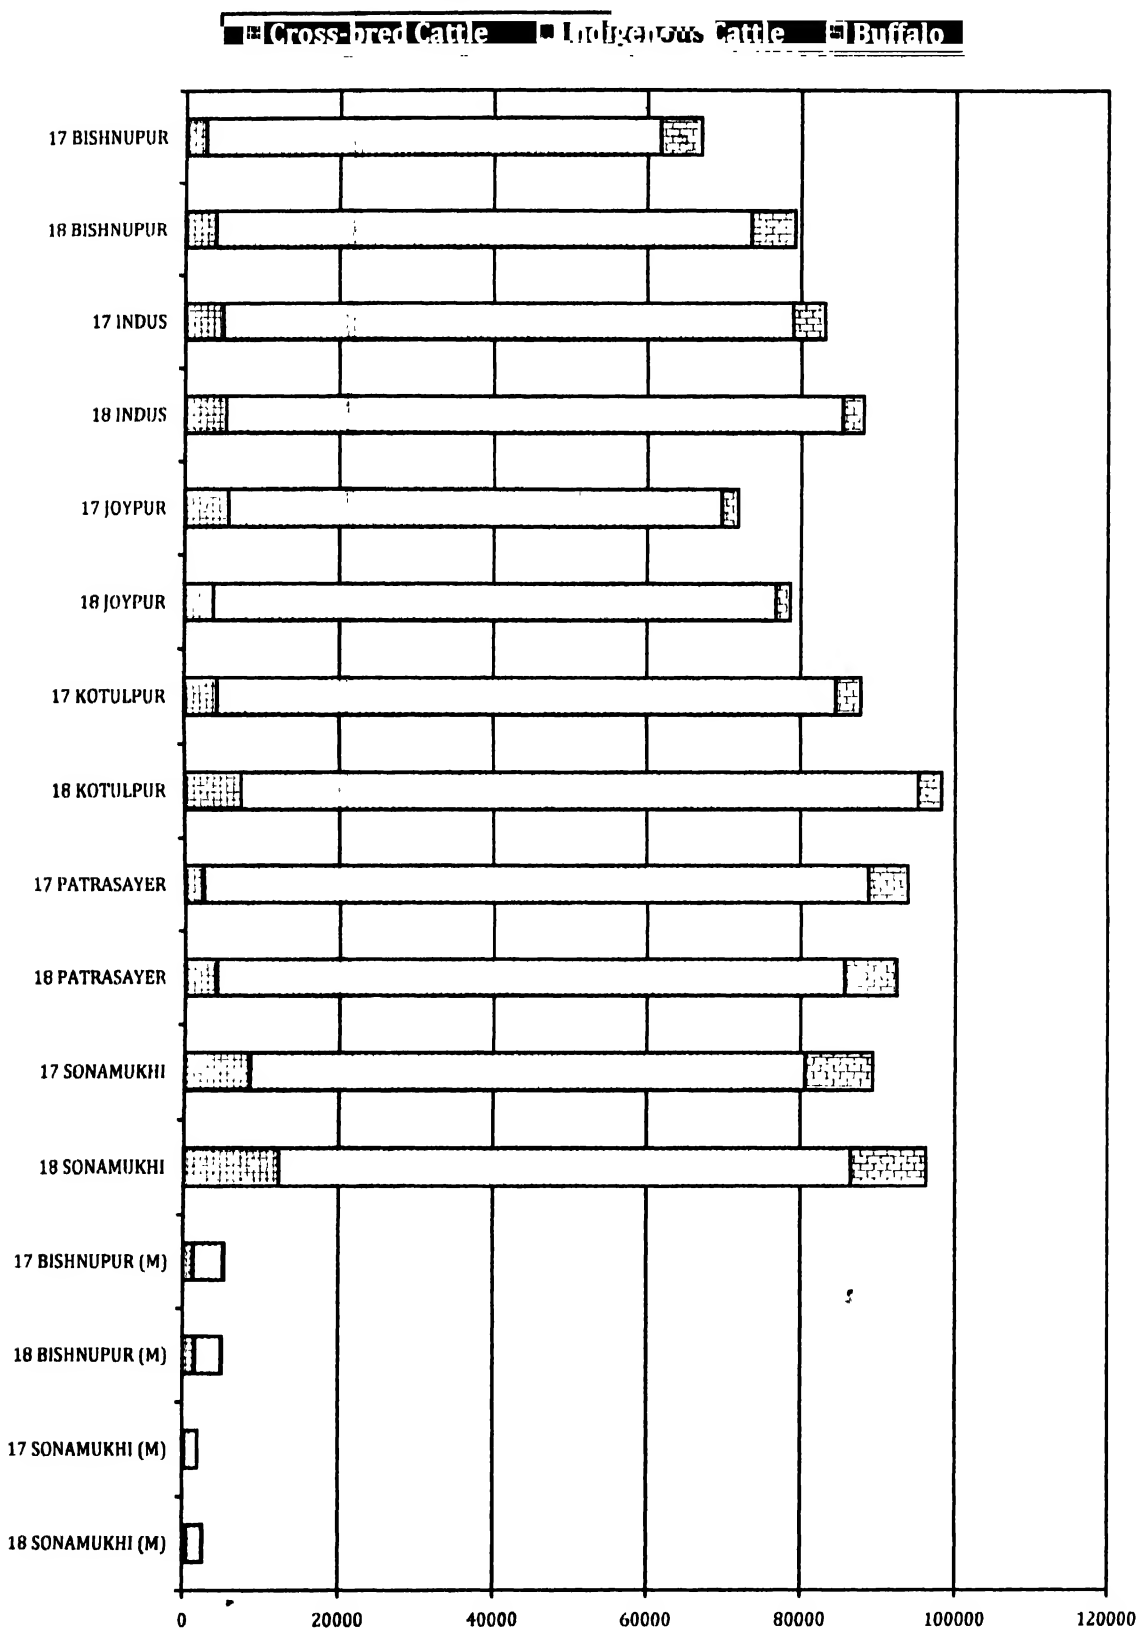 Cross-bred Cattle Indigenous Cattle Buffalo
17 BISHNUPUR
18 BISHNUPUR
17 INDUS
18 INDUS
17 JOYPUR
18 JOYPUR
17 KOTULPUR
18 KOTULPUR
17 PATRASAYER
18 PATRASAYER
17 SONAMUKHI
18 SONAMUKHI
17 BISHNUPUR (M)
18 BISHNUPUR (M)
17 SONAMUKHI (M)
18 SONAMUKHI (M)
0 20000 40000 60000 80000 100000 120000